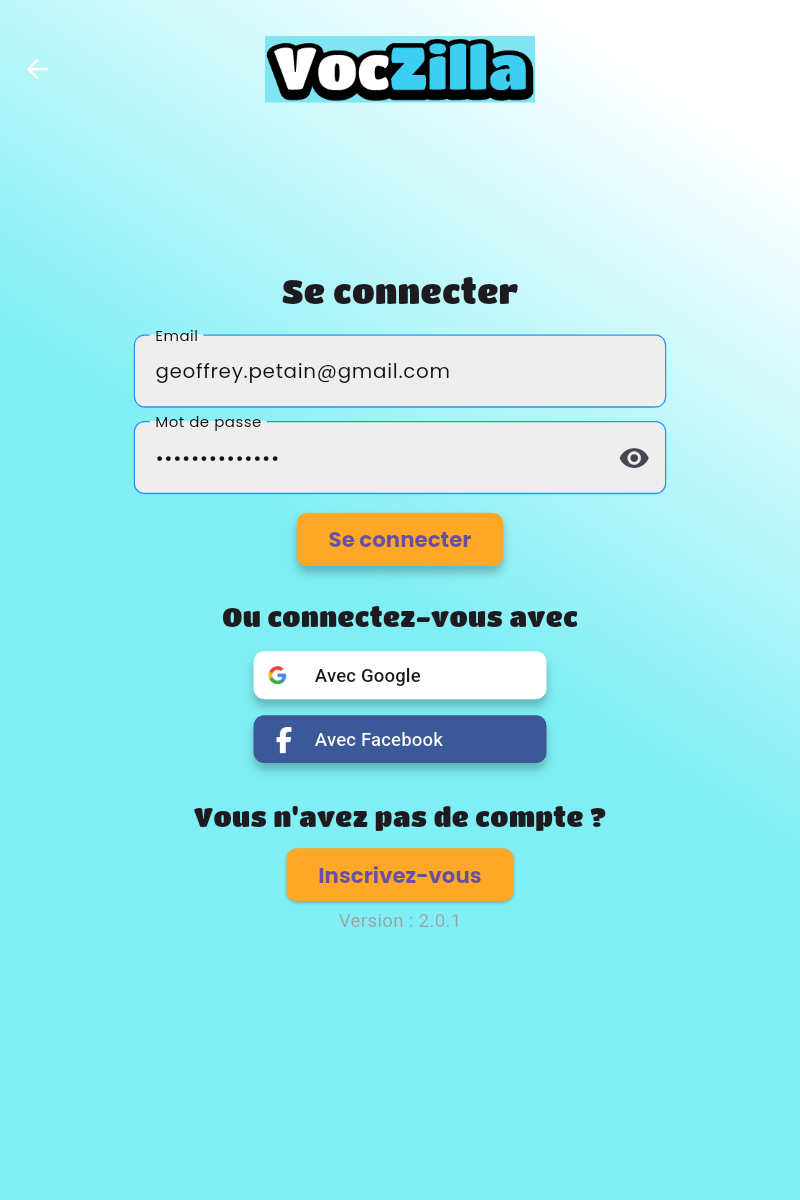 VocZilla
Se connecter
Email
geoffrey.petain@gmail.com
Mot de passe
••••••••••••••
Se connecter
Ou connectez-vous avec
Avec Google
Avec Facebook
Vous n'avez pas de compte ?
Inscrivez-vous
Version : 2.0.1